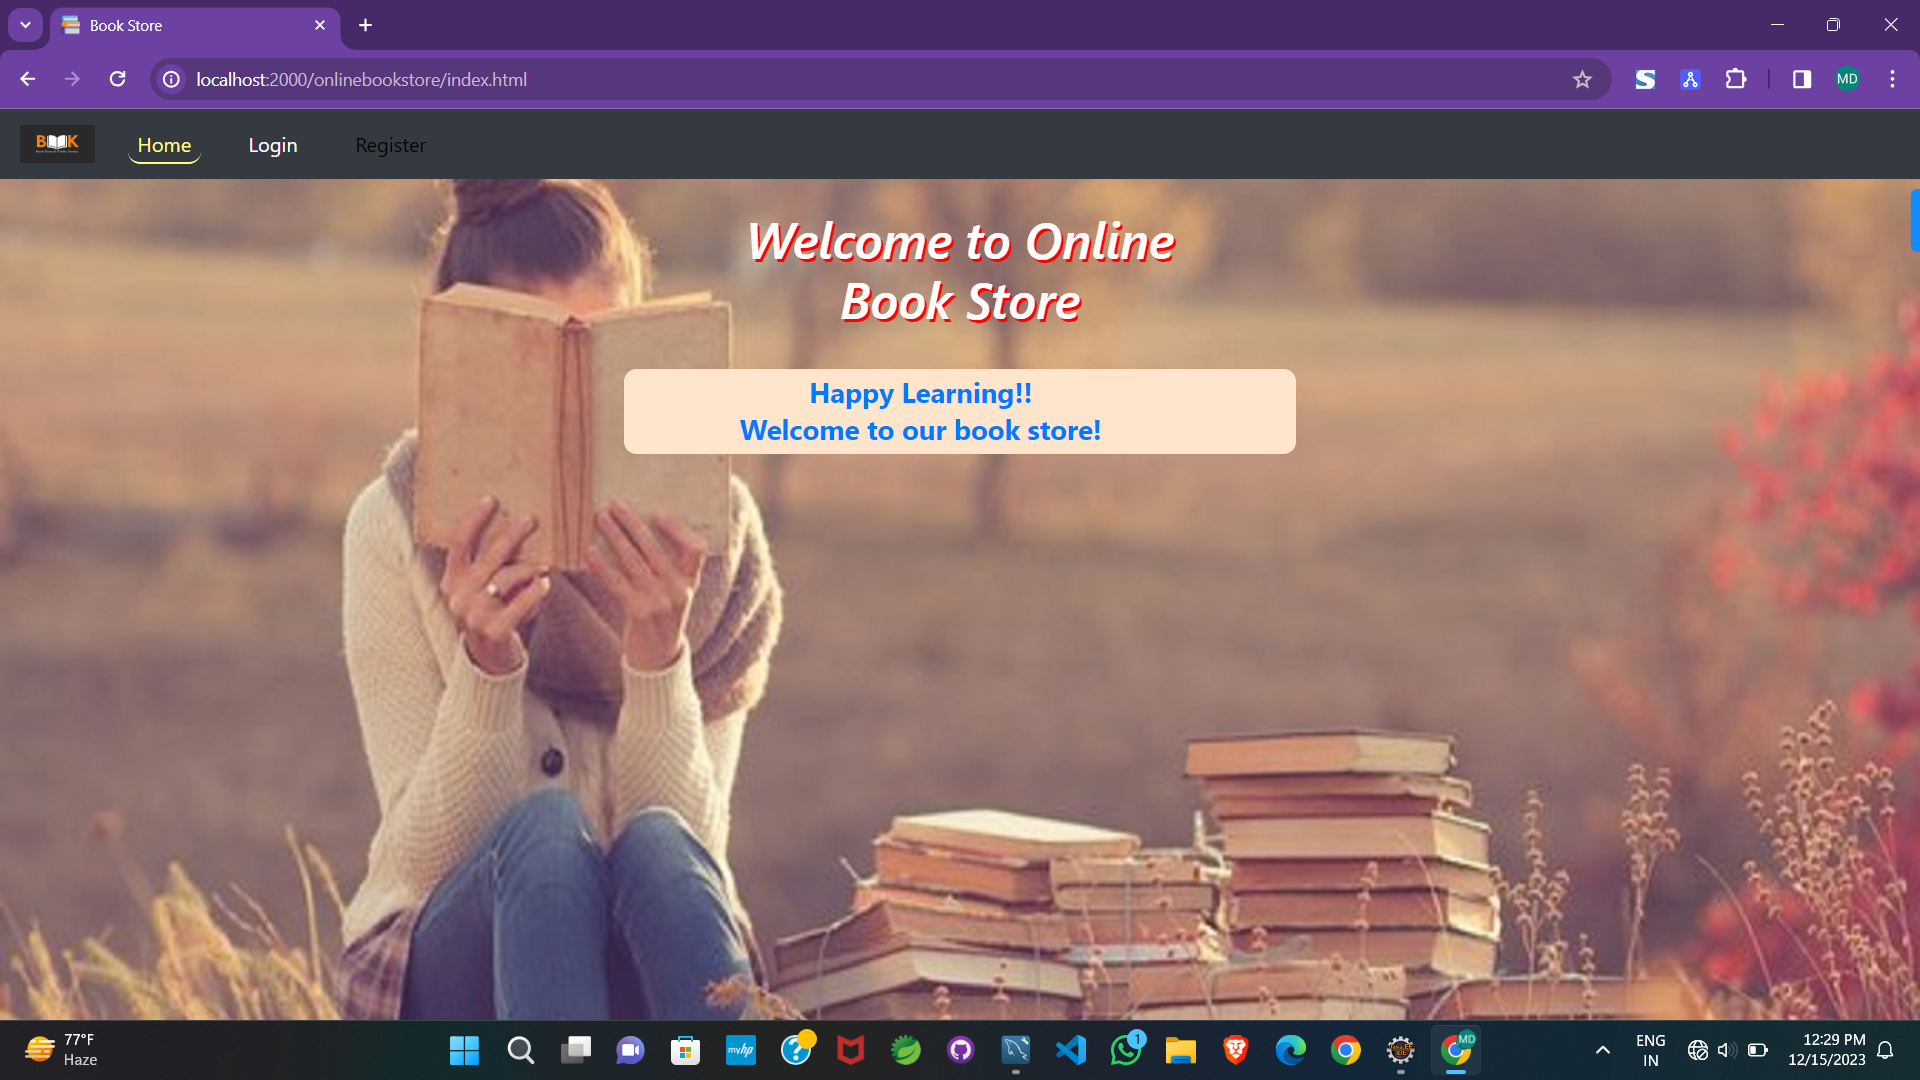 Book Store
localhost:2000/onlinebookstore/index.html
MD
BOOK
Home
Login
Register
Welcome to Online
Book Store
Happy Learning!!
Welcome to our book store!
77°F
Haze
myhp
1
MD
ENG
IN
12:29 PM
12/15/2023